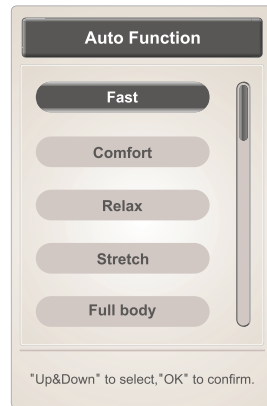 Auto Function
Fast
Comfort
Relax
Stretch
Full body
"Up&Down" to select,"OK" to confirm.